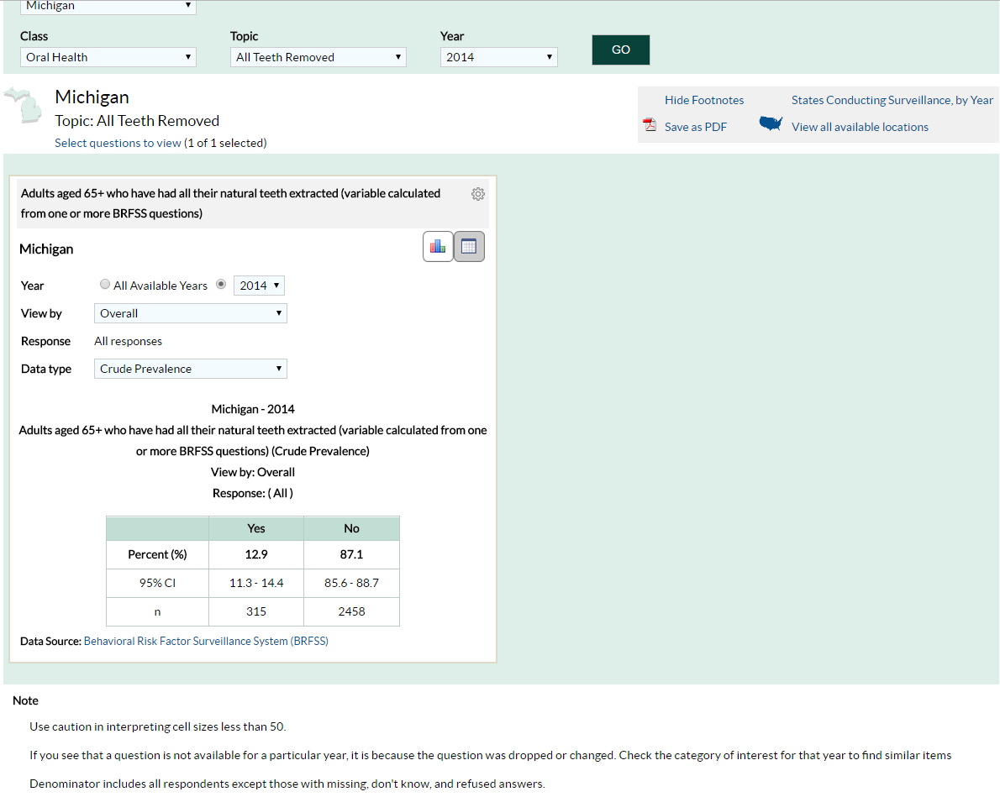 Michigan
Class Topic Year
Oral Health All Teeth Removed 2014 GO
Michigan
Topic: All Teeth Removed
Select questions to view (1 of 1 selected)
Hide Footnotes States Conducting Surveillance, by Year
Save as PDF View all available locations
Adults aged 65+ who have had all their natural teeth extracted (variable calculated
from one or more BRFSS questions)
Michigan
Year All Available Years 2014
View by Overall
Response All responses
Data type Crude Prevalence
Michigan - 2014
Adults aged 65+ who have had all their natural teeth extracted (variable calculated from one
or more BRFSS questions) (Crude Prevalence)
View by: Overall
Response: ( All )
Yes No
Percent (%) 12.9 87.1
95% CI 11.3 - 14.4 85.6 - 88.7
n 315 2458
Data Source: Behavioral Risk Factor Surveillance System (BRFSS)
Note
Use caution in interpreting cell sizes less than 50.
If you see that a question is not available for a particular year, it is because the question was dropped or changed. Check the category of interest for that year to find similar items
Denominator includes all respondents except those with missing, don't know, and refused answers.